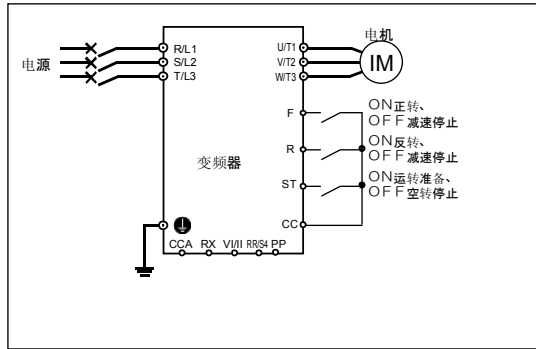 电机
电源
R/L1
S/L2
T/L3
U/T1
V/T2
W/T3
IM
F
ON正转、
OFF减速停止
R
ON反转、
OFF减速停止
变频器
ST
ON运转准备、
OFF空转停止
CC
CCA RX VI/II RR/S4 PP